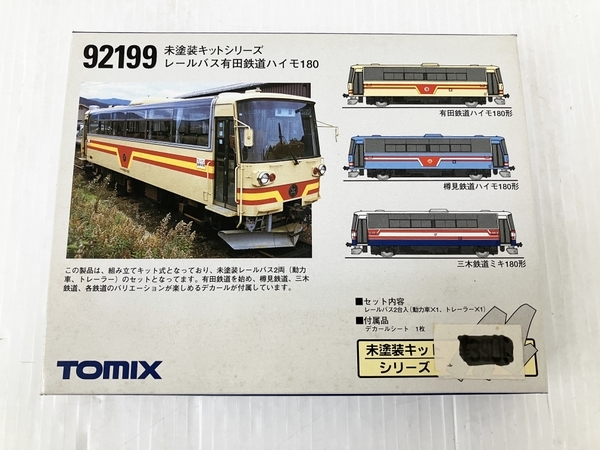 92199
未塗装キットシリーズ
レールバス有田鉄道ハイモ180
有田鉄道ハイモ180形
樽見鉄道ハイモ180形
三木鉄道ミキ180形
この製品は、組み立てキット式となっており、未塗装レールバス2両(動力
車、トレーラー)のセットとなってます。有田鉄道を始め、樽見鉄道、三木
鉄道、各鉄道のバリエーションが楽しめるデカールが付属しています。
■セット内容
レールバス2台入(動力車×1、トレーラー×1)
■付属品
デカールシート 1枚
未塗装キット
シリーズ
TOMIX